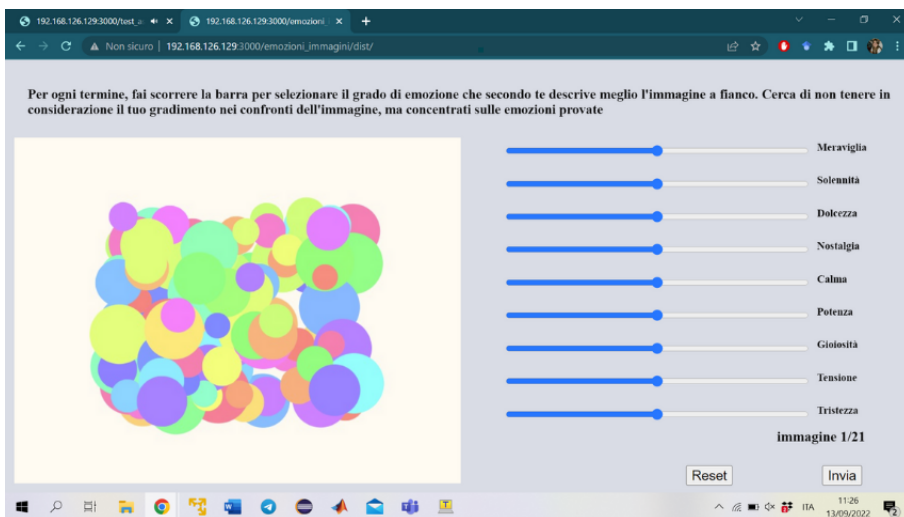 192.168.126.129:3000/test_a
192.168.126.129:3000/emozioni_
Non sicuro | 192.168.126.129:3000/emozioni_immagini/dist/
Per ogni termine, fai scorrere la barra per selezionare il grado di emozione che secondo te descrive meglio l'immagine a fianco. Cerca di non tenere in
considerazione il tuo gradimento nei confronti dell'immagine, ma concentrati sulle emozioni provate
Meraviglia
Solennità
Dolcezza
Nostalgia
Calma
Potenza
Gioiosità
Tensione
Tristezza
immagine 1/21
Reset
Invia
ITA
11:26
13/09/2022